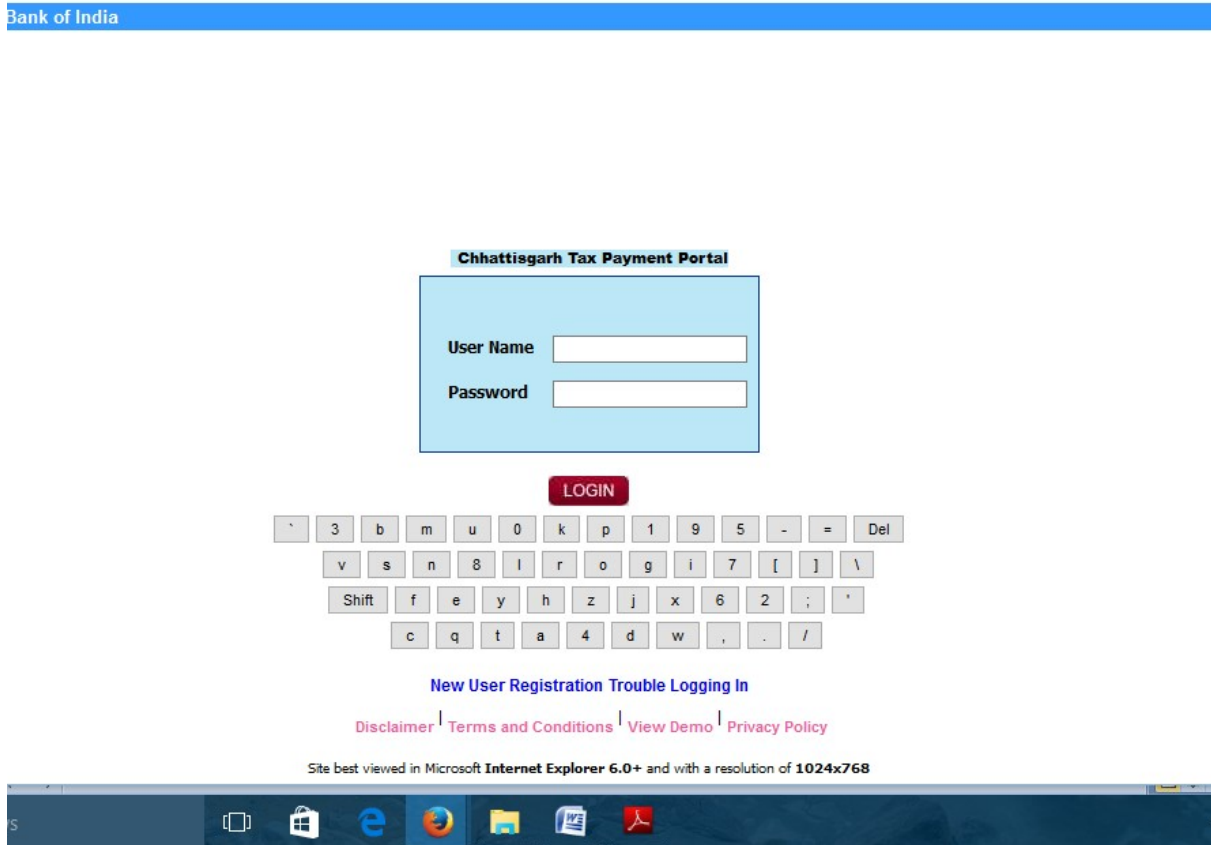 Bank of India
Chhattisgarh Tax Payment Portal
User Name
Password
LOGIN
` 3 b m u 0 k p 1 9 5 - = Del
v s n 8 l r o g i 7 [ ] \
Shift f e y h z j x 6 2 ; '
c q t a 4 d w , . /
New User Registration Trouble Logging In
Disclaimer | Terms and Conditions | View Demo | Privacy Policy
Site best viewed in Microsoft Internet Explorer 6.0+ and with a resolution of 1024x768